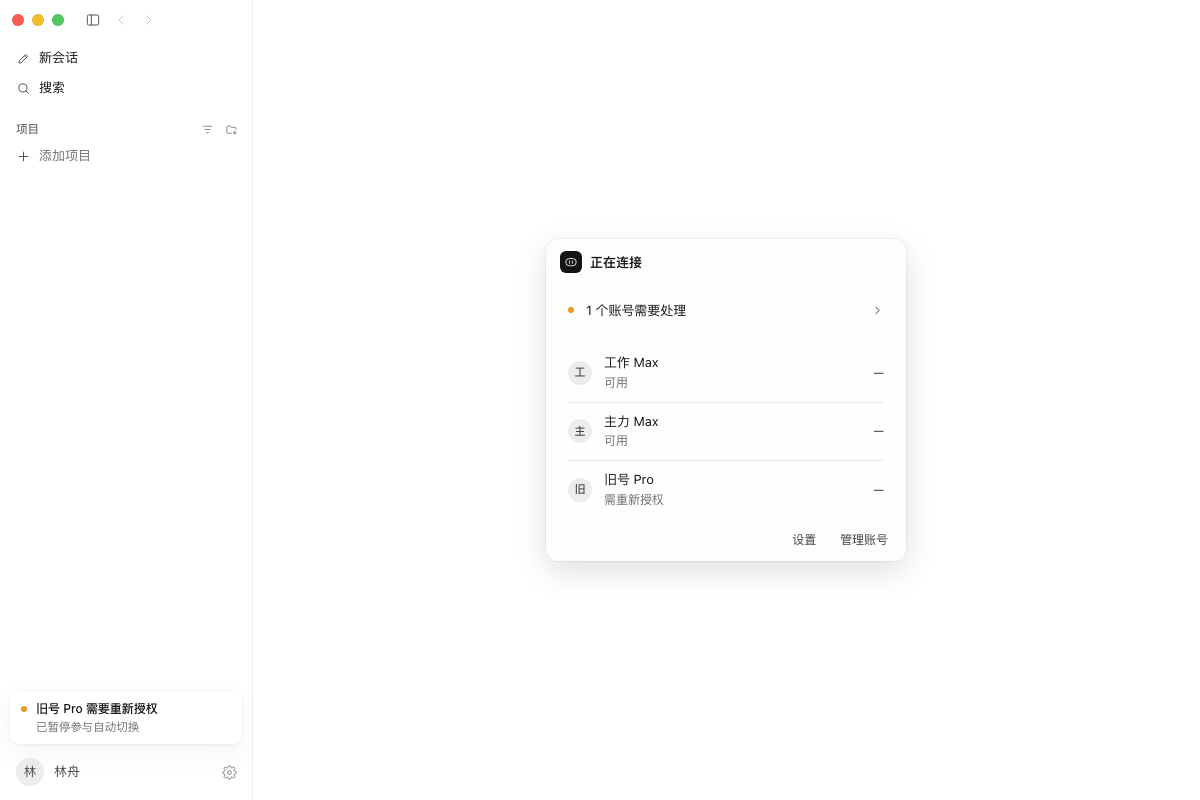 新会话
搜索
项目
添加项目
正在连接
1 个账号需要处理
工
工作 Max
可用
—
主
主力 Max
可用
—
旧
旧号 Pro
需重新授权
—
设置
管理账号
旧号 Pro 需要重新授权
已暂停参与自动切换
林
林舟